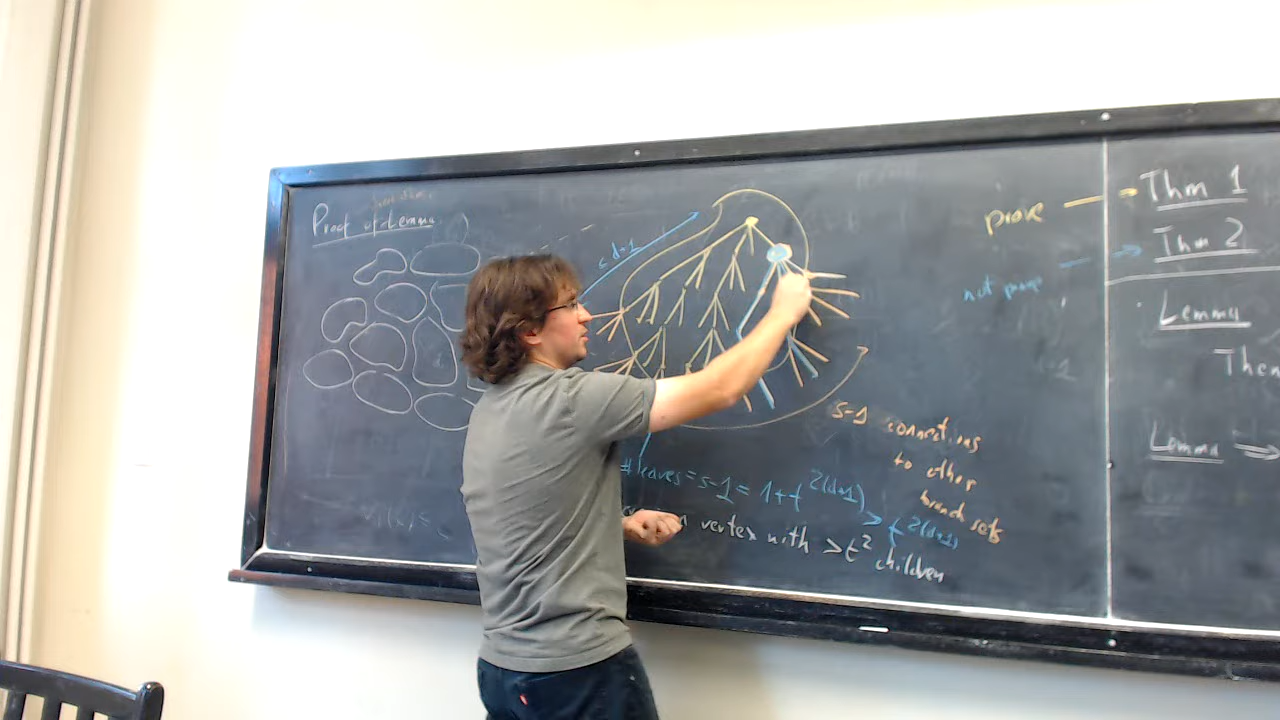 Proof of Lemma
≤ d+1
s-1 connections
to other
branch sets
# leaves = s-1 = 1+t^2(d+1) > t^2(d+1)
vertex with > t^2 children
prove
not prove
Thm 1
Thm 2
Lemma
Then
Lemma ⇒